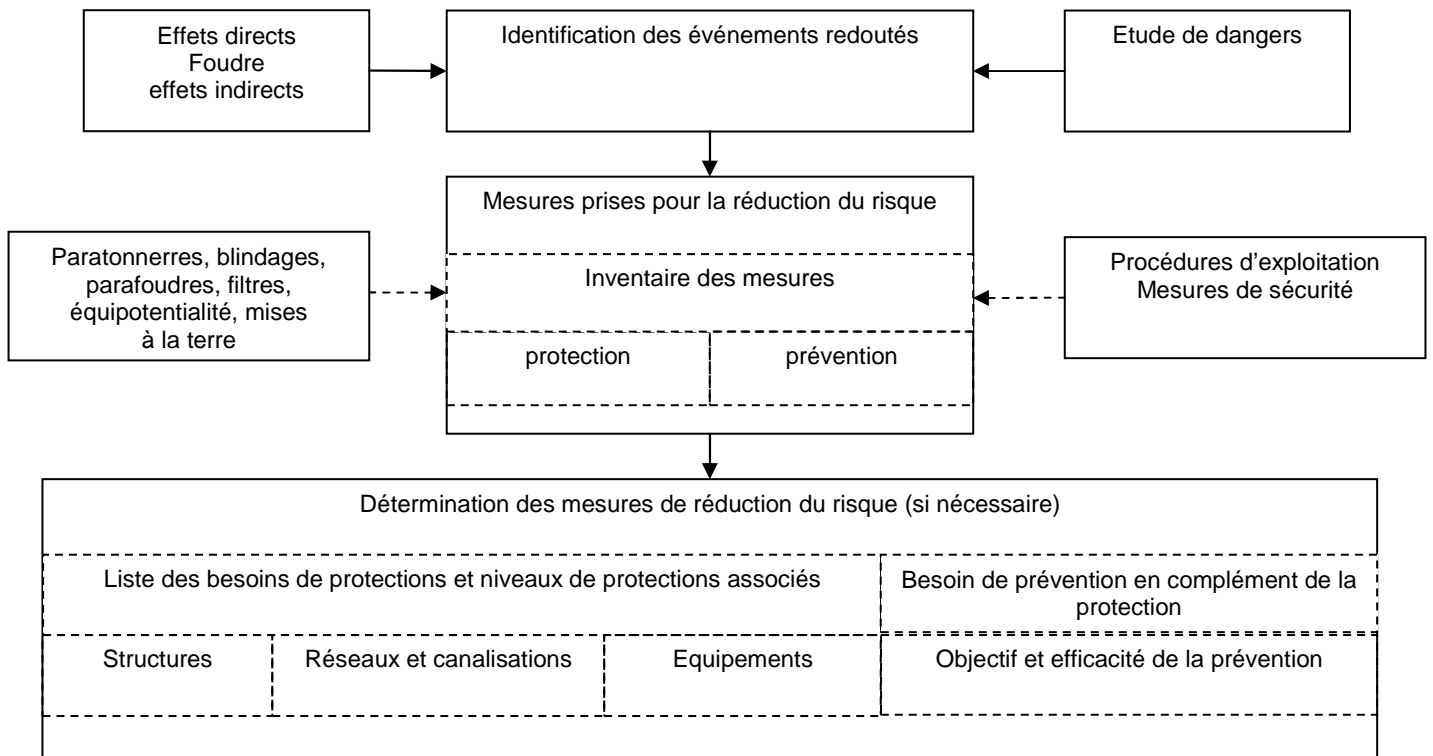 Effets directs
Foudre
effets indirects
Identification des événements redoutés
Etude de dangers
Mesures prises pour la réduction du risque
Paratonnerres, blindages,
parafoudres, filtres,
équipotentialité, mises
à la terre
Inventaire des mesures
Procédures d’exploitation
Mesures de sécurité
protection
prévention
Détermination des mesures de réduction du risque (si nécessaire)
Liste des besoins de protections et niveaux de protections associés
Besoin de prévention en complément de la
protection
Structures
Réseaux et canalisations
Equipements
Objectif et efficacité de la prévention